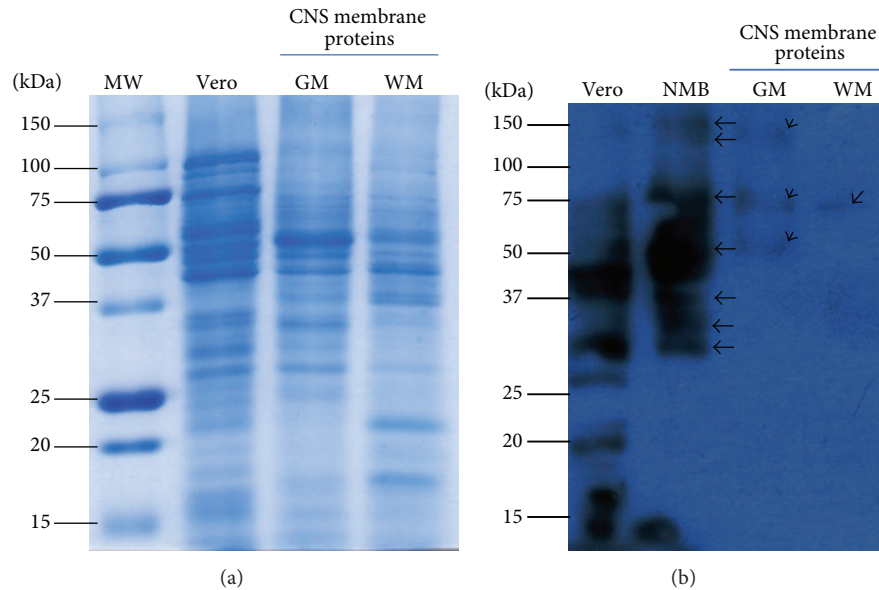 CNS membrane
proteins
(kDa) MW Vero GM WM
150
100
75
50
37
25
20
15
(a)
CNS membrane
proteins
(kDa) Vero NMB GM WM
150
100
75
50
37
25
20
15
(b)